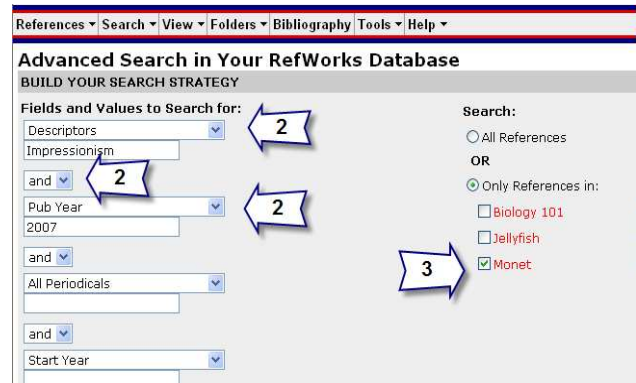 References Search View Folders Bibliography Tools Help
Advanced Search in Your RefWorks Database
BUILD YOUR SEARCH STRATEGY
Fields and Values to Search for:
Descriptors
2
Impressionism
and
2
Pub Year
2
2007
and
All Periodicals
and
Start Year
Search:
All References
OR
Only References in:
Biology 101
Jellyfish
3
Monet